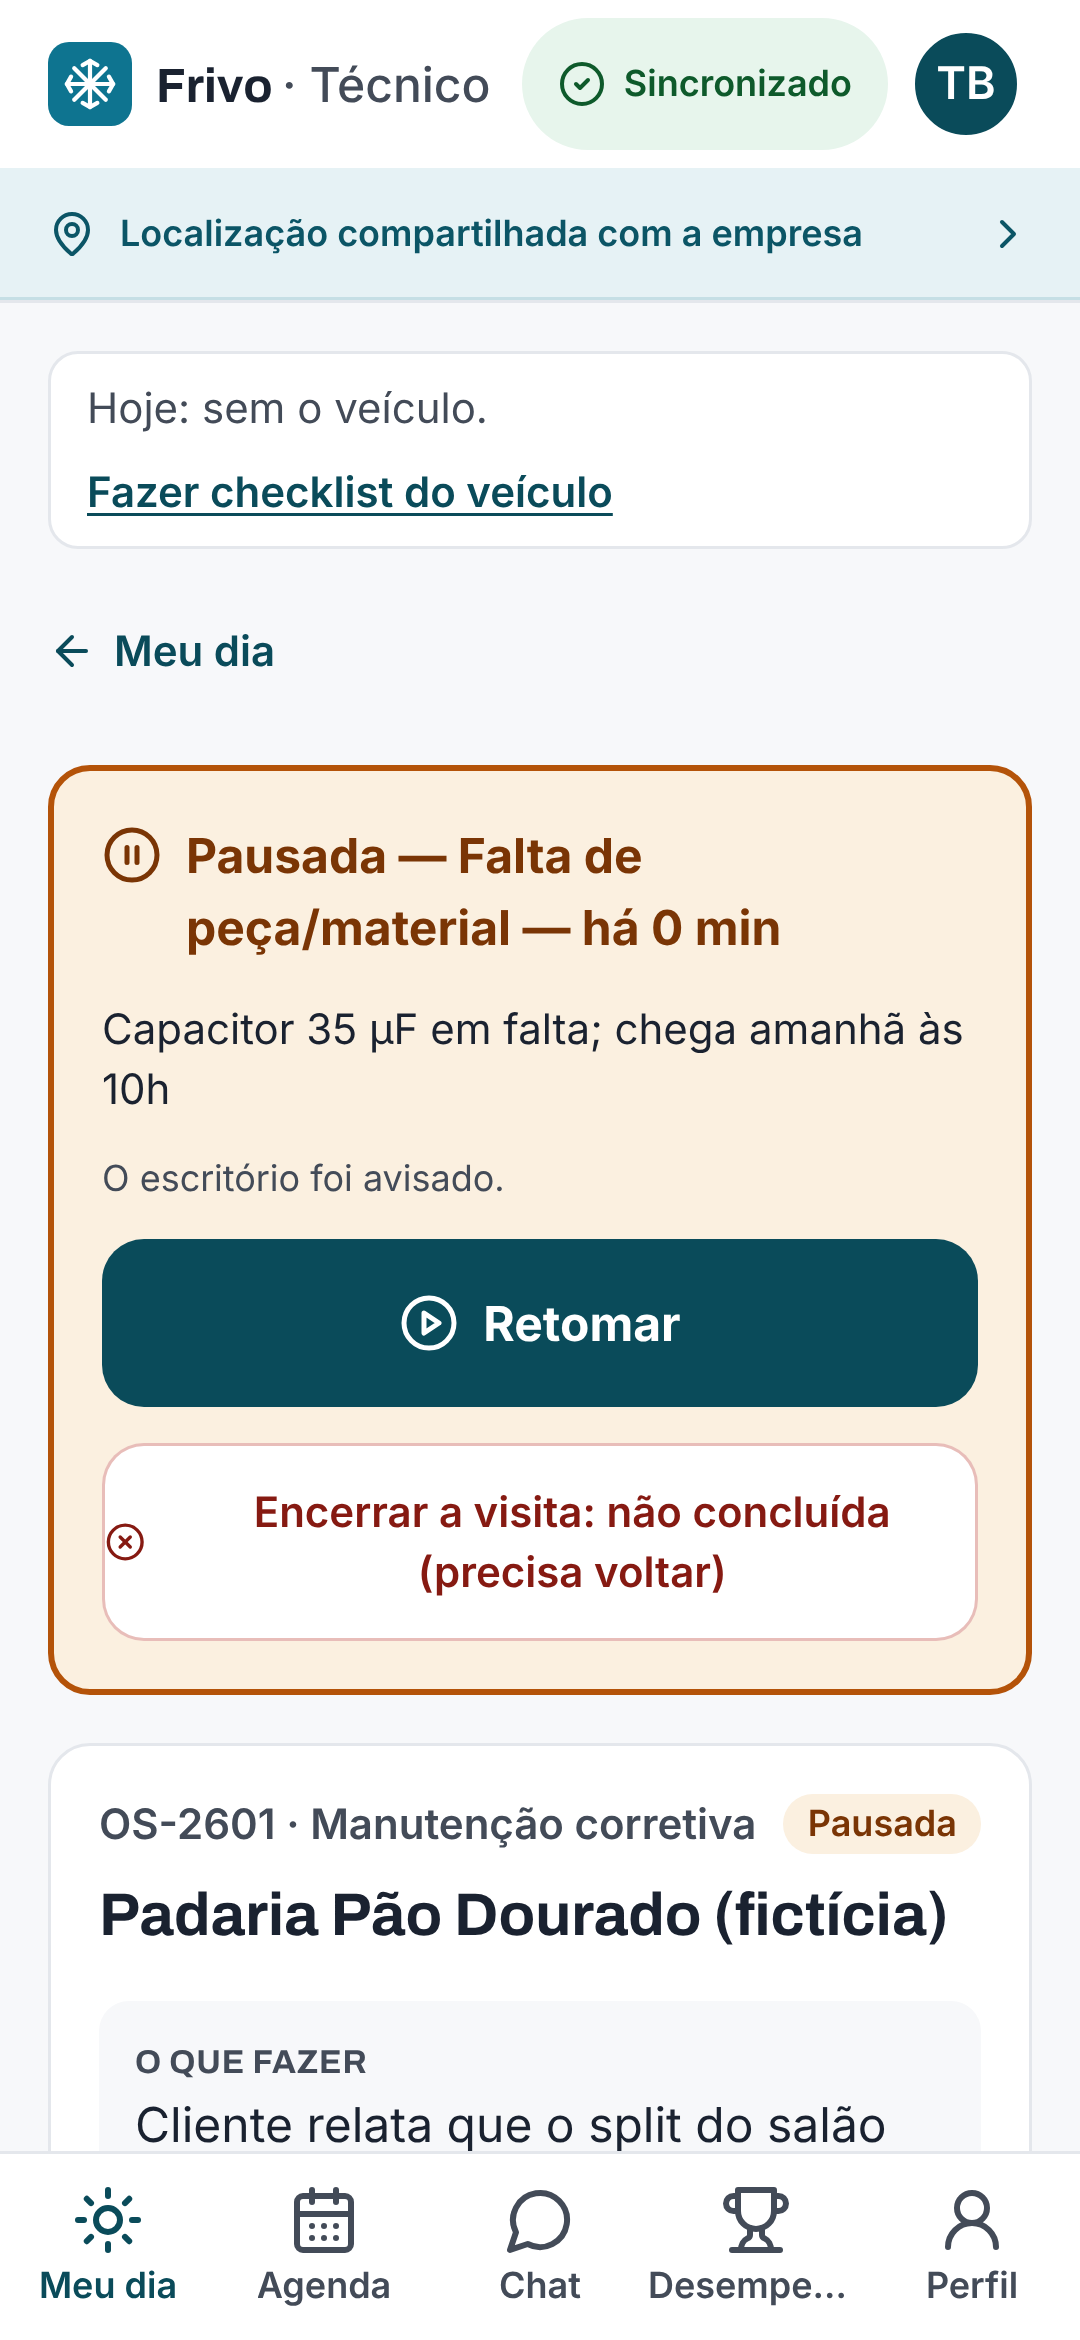 Frivo · Técnico
Sincronizado
TB
Localização compartilhada com a empresa
Hoje: sem o veículo.
Fazer checklist do veículo
Meu dia
Pausada — Falta de
peça/material — há 0 min
Capacitor 35 µF em falta; chega amanhã às
10h
O escritório foi avisado.
Retomar
Encerrar a visita: não concluída
(precisa voltar)
OS-2601 · Manutenção corretiva
Pausada
Padaria Pão Dourado (fictícia)
O QUE FAZER
Cliente relata que o split do salão
Meu dia
Agenda
Chat
Desempe...
Perfil